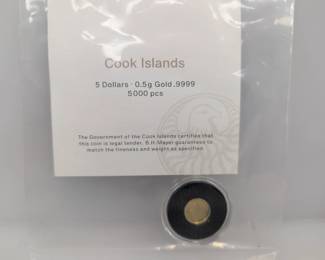 Cook Islands
5 Dollars · 0.5g Gold .9999
5000 pcs
The Government of the Cook Islands certifies that
this coin is legal tender. B.H.Mayer guarantees to
match the fineness and weight as specified.